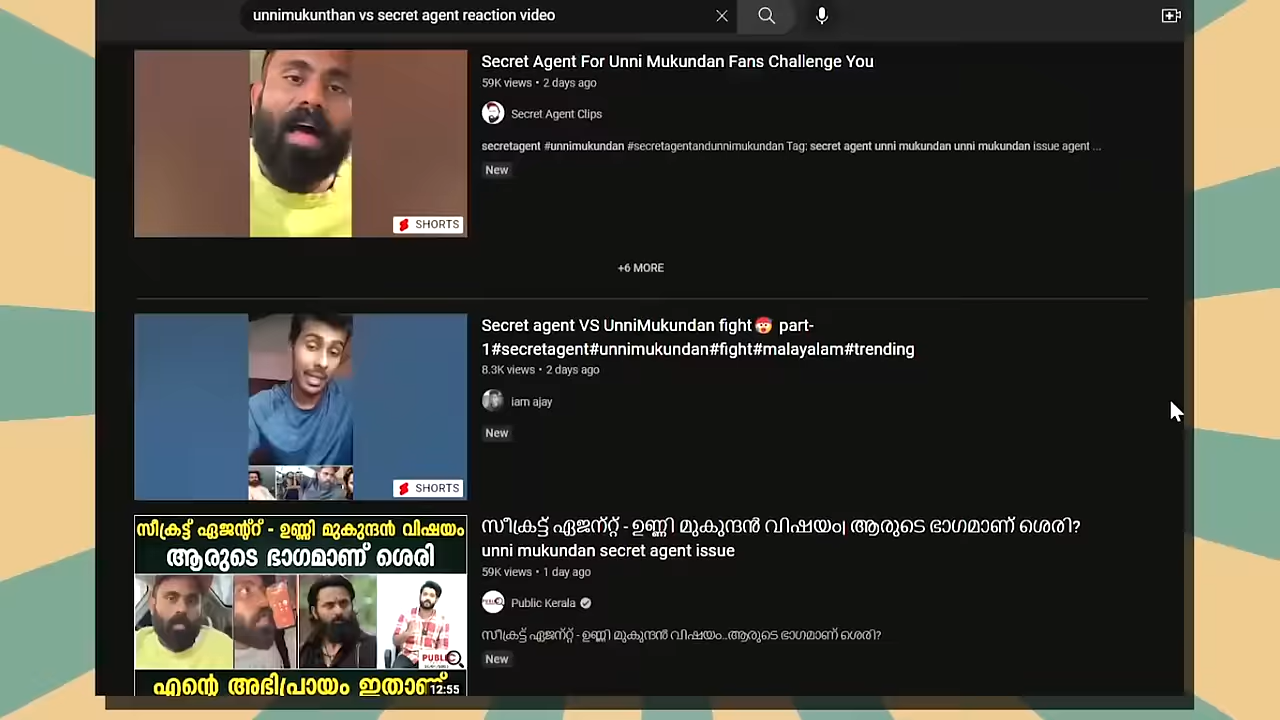 unnimukunthan vs secret agent reaction video
Secret Agent For Unni Mukundan Fans Challenge You
59K views • 2 days ago
Secret Agent Clips
secretagent #unnimukundan #secretagentandunnimukundan Tag: secret agent unni mukundan unni mukundan issue agent ...
New
SHORTS
+6 MORE
Secret agent VS UnniMukundan fight🤯 part-
1#secretagent#unnimukundan#fight#malayalam#trending
8.3K views • 2 days ago
iam ajay
New
SHORTS
സീക്രട്ട് ഏജന്റ് - ഉണ്ണി മുകുന്ദൻ വിഷയം
ആരുടെ ഭാഗമാണ് ശെരി
PUBLIC
എന്റെ അഭിപ്രായം ഇതാണ്
12:55
സീക്രട്ട് ഏജന്റ്റ് - ഉണ്ണി മുകുന്ദൻ വിഷയം| ആരുടെ ഭാഗമാണ് ശെരി?
unni mukundan secret agent issue
59K views • 1 day ago
Public Kerala
സീക്രട്ട് ഏജന്റ്റ് - ഉണ്ണി മുകുന്ദൻ വിഷയം...ആരുടെ ഭാഗമാണ് ശെരി?
New